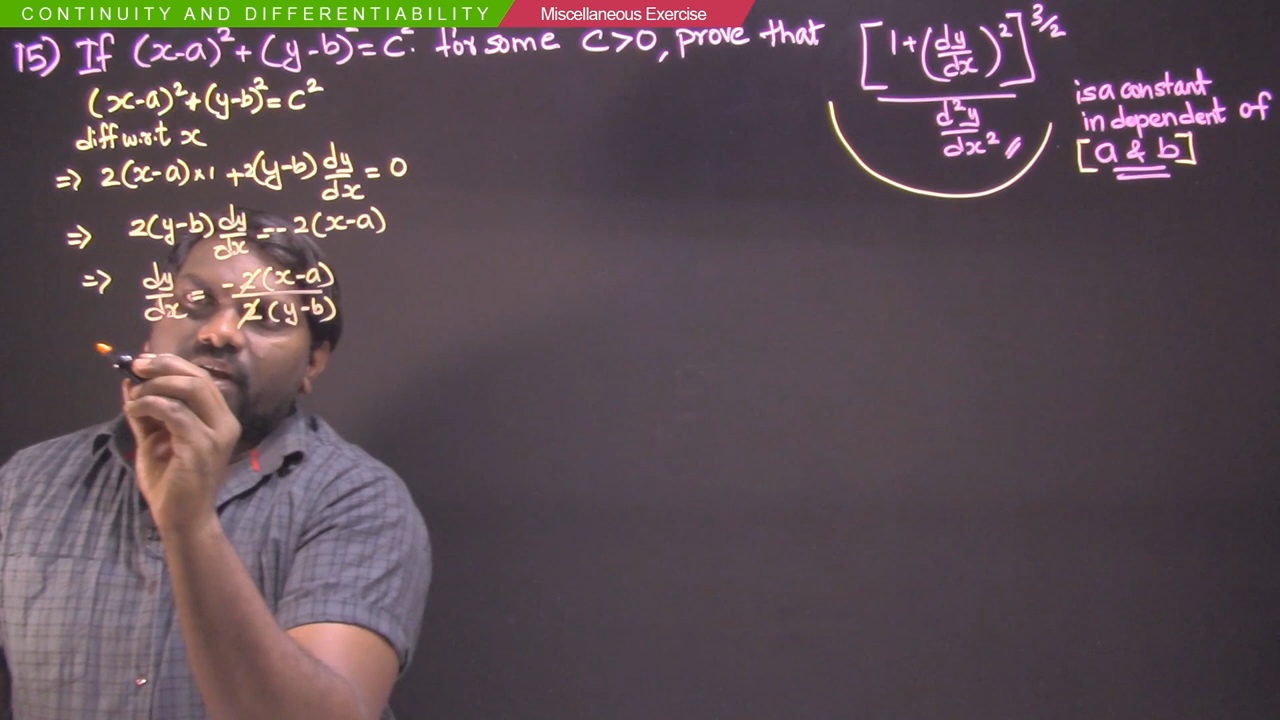 CONTINUITY AND DIFFERENTIABILITY Miscellaneous Exercise
15) If (x-a)² + (y-b)² = c². for some c>0, prove that [1+(dy/dx)²]^3/2 / d²y/dx²
is a constant
in dependent of
[a & b]
(x-a)²+(y-b)²=c²
diff w.r.t x
=> 2(x-a)×1 +2(y-b) dy/dx = 0
=> 2(y-b) dy/dx = -2(x-a)
=> dy/dx = -2(x-a) / 2(y-b)